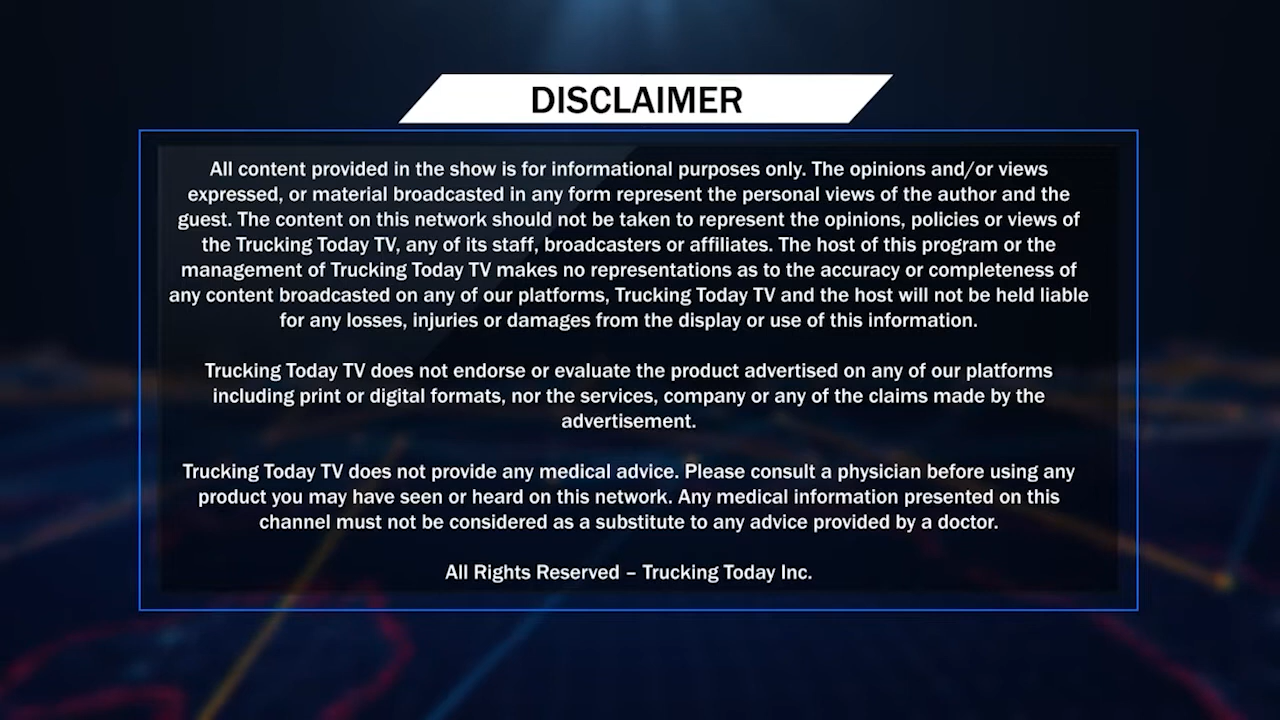 DISCLAIMER
All content provided in the show is for informational purposes only. The opinions and/or views
expressed, or material broadcasted in any form represent the personal views of the author and the
guest. The content on this network should not be taken to represent the opinions, policies or views of
the Trucking Today TV, any of its staff, broadcasters or affiliates. The host of this program or the
management of Trucking Today TV makes no representations as to the accuracy or completeness of
any content broadcasted on any of our platforms, Trucking Today TV and the host will not be held liable
for any losses, injuries or damages from the display or use of this information.
Trucking Today TV does not endorse or evaluate the product advertised on any of our platforms
including print or digital formats, nor the services, company or any of the claims made by the
advertisement.
Trucking Today TV does not provide any medical advice. Please consult a physician before using any
product you may have seen or heard on this network. Any medical information presented on this
channel must not be considered as a substitute to any advice provided by a doctor.
All Rights Reserved – Trucking Today Inc.